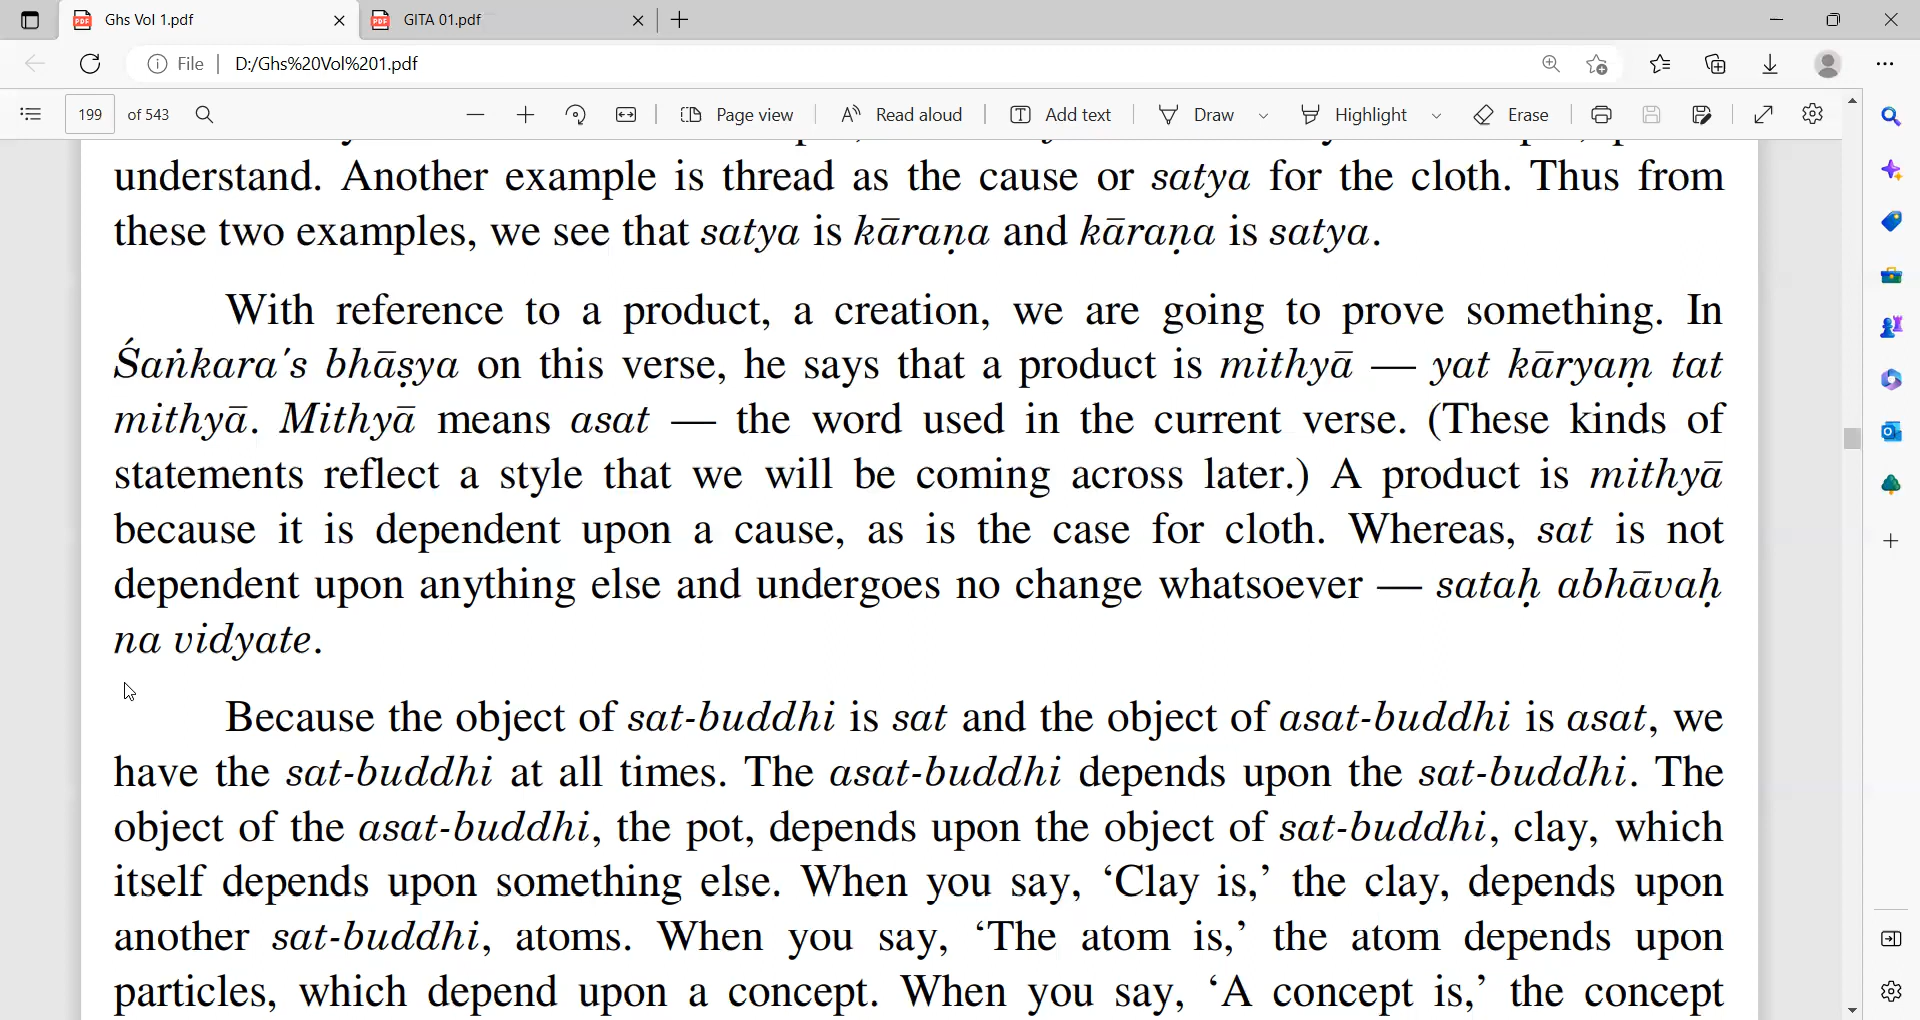 Ghs Vol 1.pdf
GITA 01.pdf
File
D:/Ghs%20Vol%201.pdf
199 of 543
Page view
Read aloud
Add text
Draw
Highlight
Erase
understand. Another example is thread as the cause or satya for the cloth. Thus from
these two examples, we see that satya is kāraṇa and kāraṇa is satya.
With reference to a product, a creation, we are going to prove something. In
Śaṅkara's bhāṣya on this verse, he says that a product is mithyā — yat kāryaṃ tat
mithyā. Mithyā means asat — the word used in the current verse. (These kinds of
statements reflect a style that we will be coming across later.) A product is mithyā
because it is dependent upon a cause, as is the case for cloth. Whereas, sat is not
dependent upon anything else and undergoes no change whatsoever — sataḥ abhāvaḥ
na vidyate.
Because the object of sat-buddhi is sat and the object of asat-buddhi is asat, we
have the sat-buddhi at all times. The asat-buddhi depends upon the sat-buddhi. The
object of the asat-buddhi, the pot, depends upon the object of sat-buddhi, clay, which
itself depends upon something else. When you say, ‘Clay is,’ the clay, depends upon
another sat-buddhi, atoms. When you say, ‘The atom is,’ the atom depends upon
particles, which depend upon a concept. When you say, ‘A concept is,’ the concept